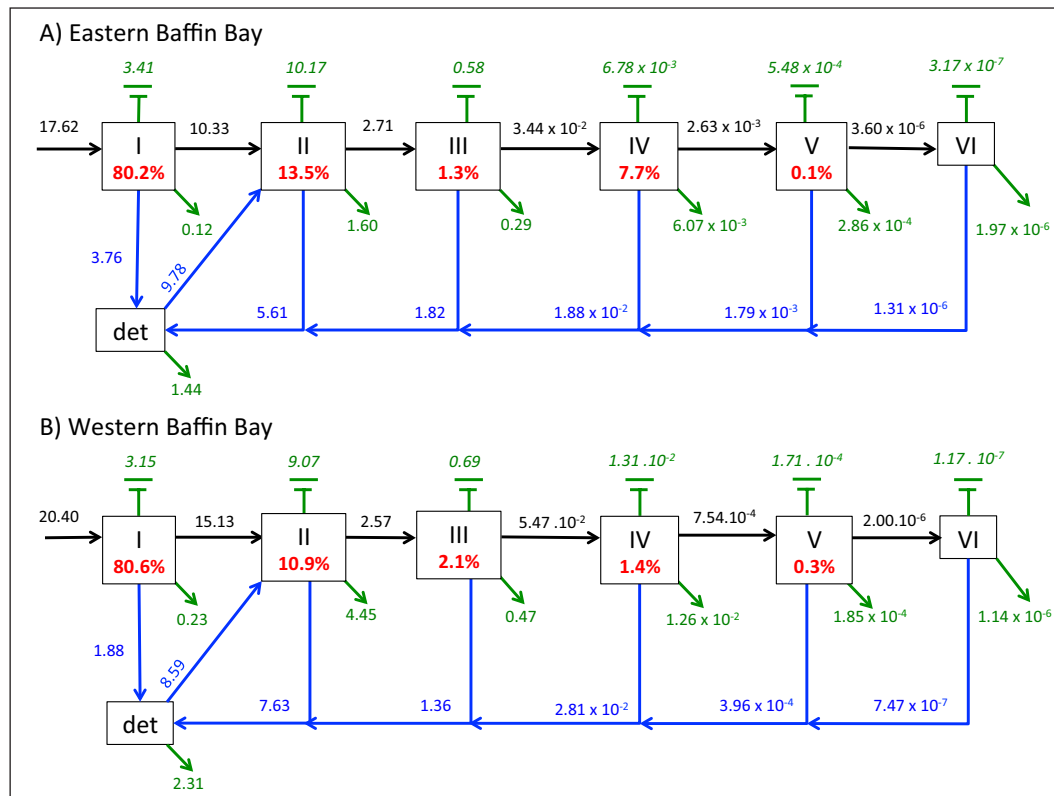 A) Eastern Baffin Bay
3.41 10.17 0.58 6.78 x 10⁻³ 5.48 x 10⁻⁴ 3.17 x 10⁻⁷
17.62 10.33 2.71 3.44 x 10⁻² 2.63 x 10⁻³ 3.60 x 10⁻⁶
I II III IV V VI
80.2% 13.5% 1.3% 7.7% 0.1%
0.12 1.60 0.29 6.07 x 10⁻³ 2.86 x 10⁻⁴ 1.97 x 10⁻⁶
3.76 9.78 5.61 1.82 1.88 x 10⁻² 1.79 x 10⁻³ 1.31 x 10⁻⁶
det
1.44
B) Western Baffin Bay
3.15 9.07 0.69 1.31 . 10⁻² 1.71 . 10⁻⁴ 1.17 . 10⁻⁷
20.40 15.13 2.57 5.47 .10⁻² 7.54.10⁻⁴ 2.00.10⁻⁶
I II III IV V VI
80.6% 10.9% 2.1% 1.4% 0.3%
0.23 4.45 0.47 1.26 x 10⁻² 1.85 x 10⁻⁴ 1.14 x 10⁻⁶
1.88 8.59 7.63 1.36 2.81 x 10⁻² 3.96 x 10⁻⁴ 7.47 x 10⁻⁷
det
2.31